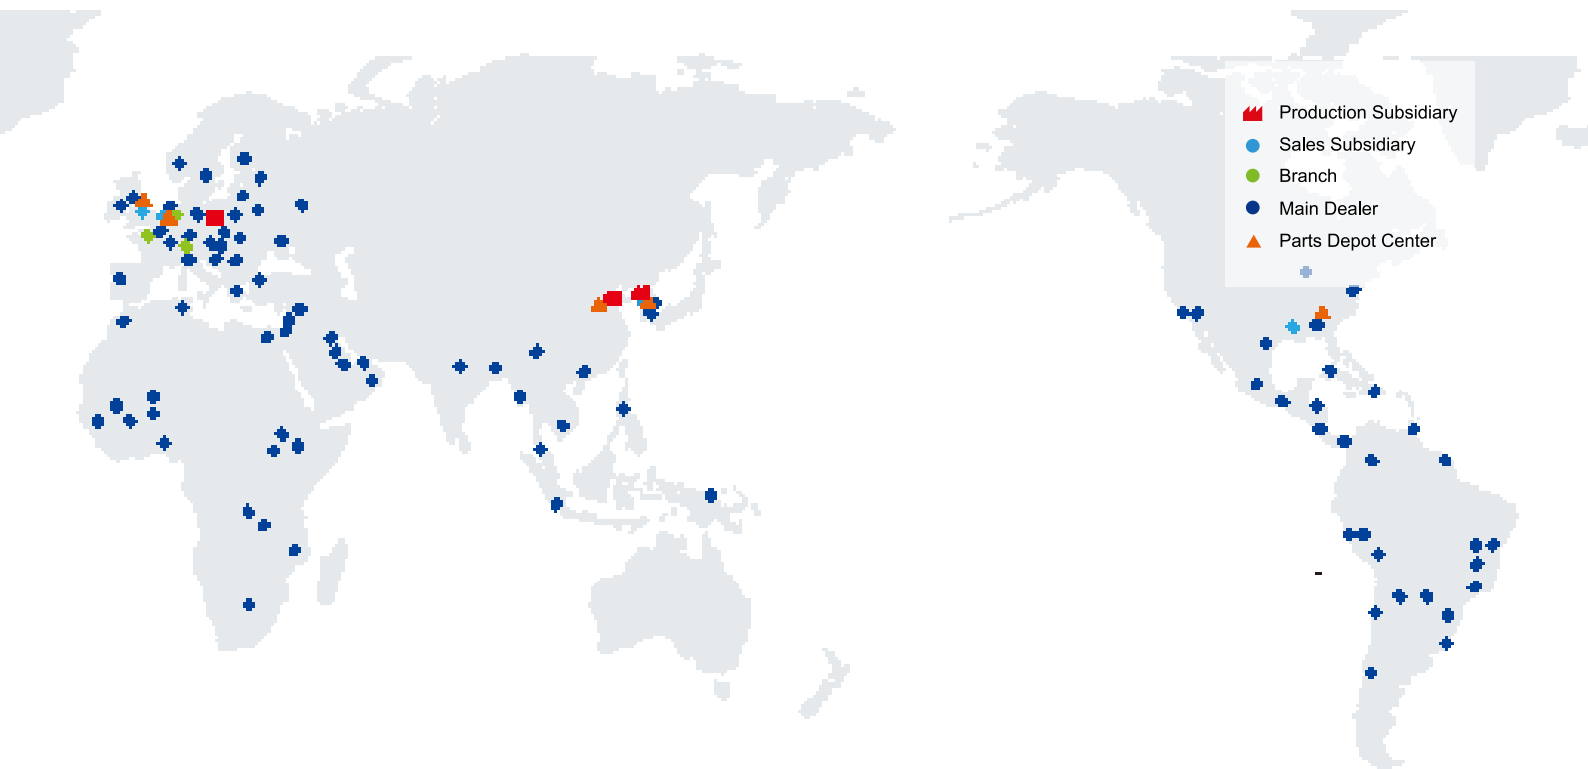 Production Subsidiary
Sales Subsidiary
Branch
Main Dealer
Parts Depot Center